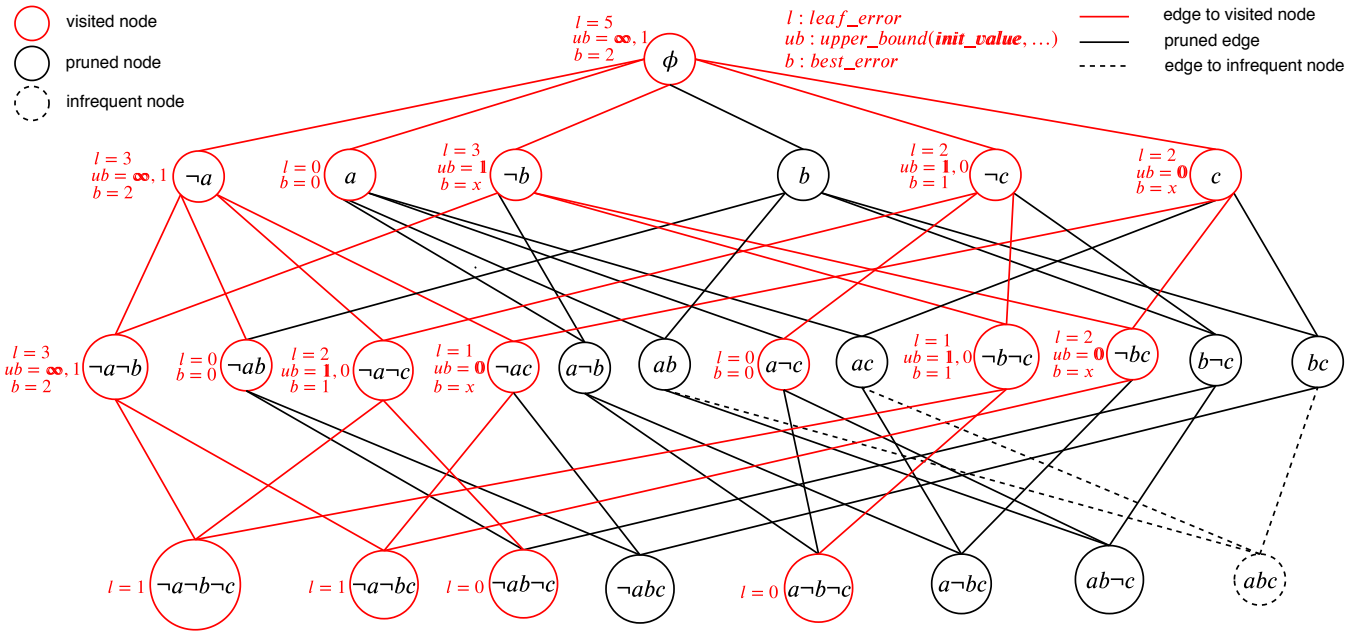 visited node
pruned node
infrequent node
l = 5
ub = ∞, 1
b = 2
ϕ
l : leaf_error
ub : upper_bound(init_value, …)
b : best_error
edge to visited node
pruned edge
edge to infrequent node
l = 3
ub = ∞, 1
b = 2
¬a
l = 0
b = 0
a
l = 3
ub = 1
b = x
¬b
b
l = 2
ub = 1, 0
b = 1
¬c
l = 2
ub = 0
b = x
c
l = 3
ub = ∞, 1
b = 2
¬a¬b
l = 0
b = 0
¬ab
l = 2
ub = 1, 0
b = 1
¬a¬c
l = 1
ub = 0
b = x
¬ac
a¬b
ab
l = 0
b = 0
a¬c
ac
l = 1
ub = 1, 0
b = 1
¬b¬c
l = 2
ub = 0
b = x
¬bc
b¬c
bc
l = 1
¬a¬b¬c
l = 1
¬a¬bc
l = 0
¬ab¬c
¬abc
l = 0
a¬b¬c
a¬bc
ab¬c
abc